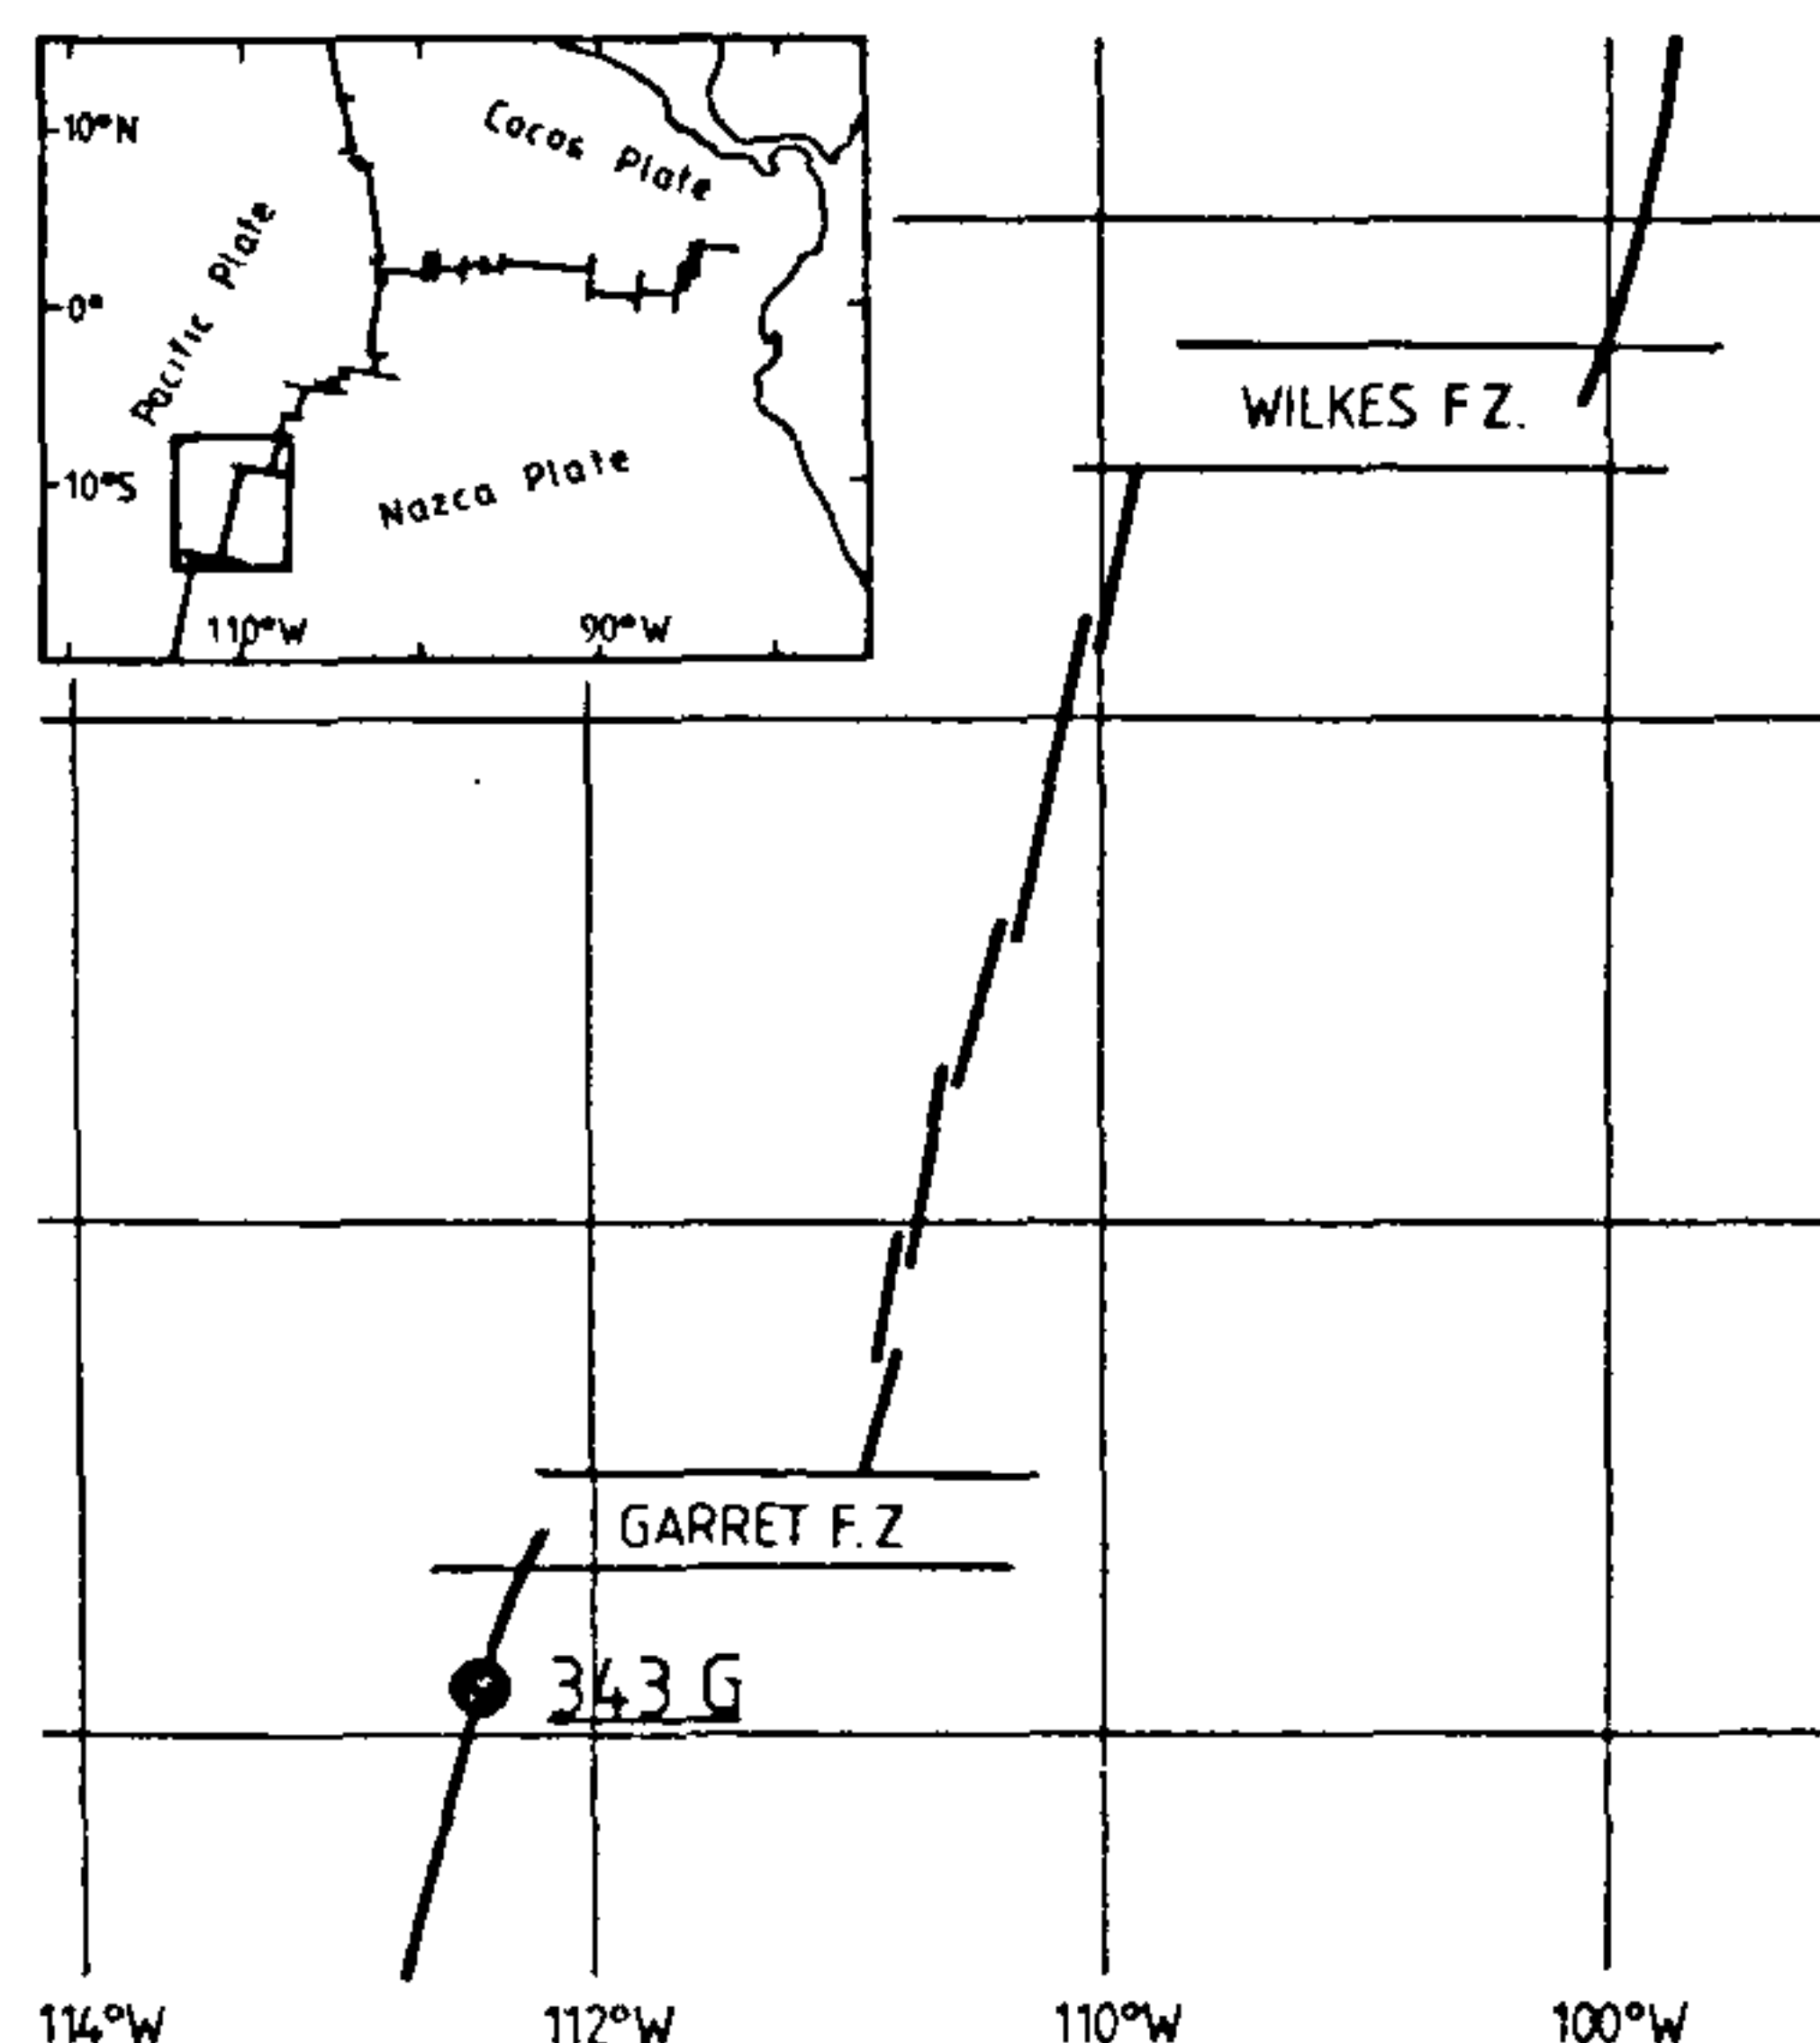 10°N
Cocos Plate
Pacific Plate
0°
10°S
Nazca Plate
110°W
90°W
WILKES F Z.
GARRET F. Z
343 G
114°W
112°W
110°W
100°W